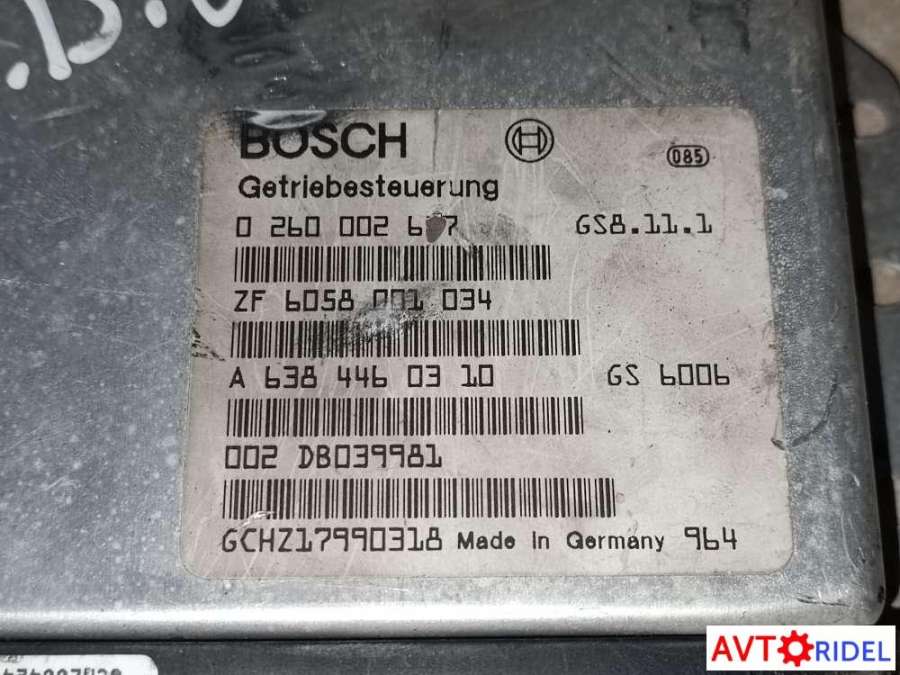 BOSCH
085
Getriebesteuerung
0 260 002 GS8.11.1
ZF 6058 001 034
A 638 446 03 10 GS 6006
002 DB039981
GCHZ17990318 Made in Germany 964
AVTORIDEL